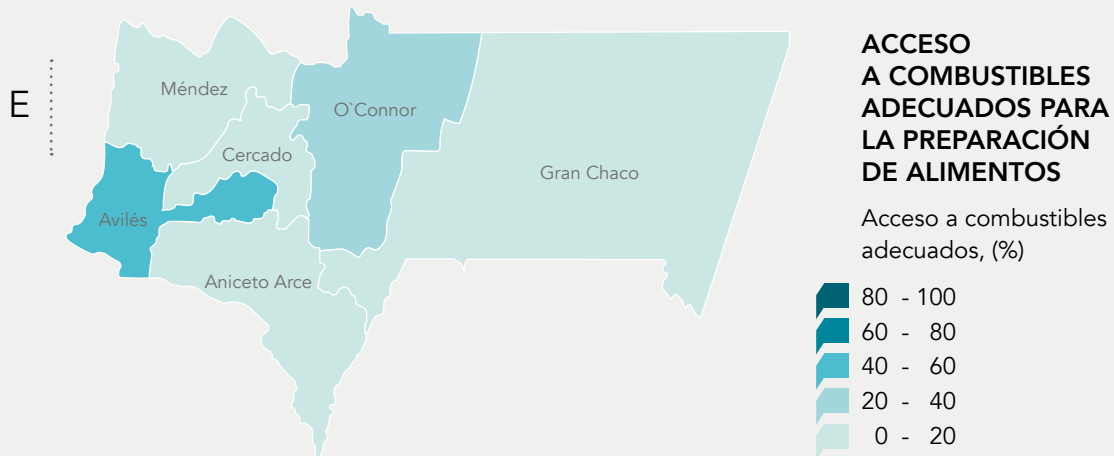 E
Méndez
O`Connor
Cercado
Gran Chaco
Avilés
Aniceto Arce
ACCESO
A COMBUSTIBLES
ADECUADOS PARA
LA PREPARACIÓN
DE ALIMENTOS
Acceso a combustibles
adecuados, (%)
80 - 100
60 - 80
40 - 60
20 - 40
0 - 20